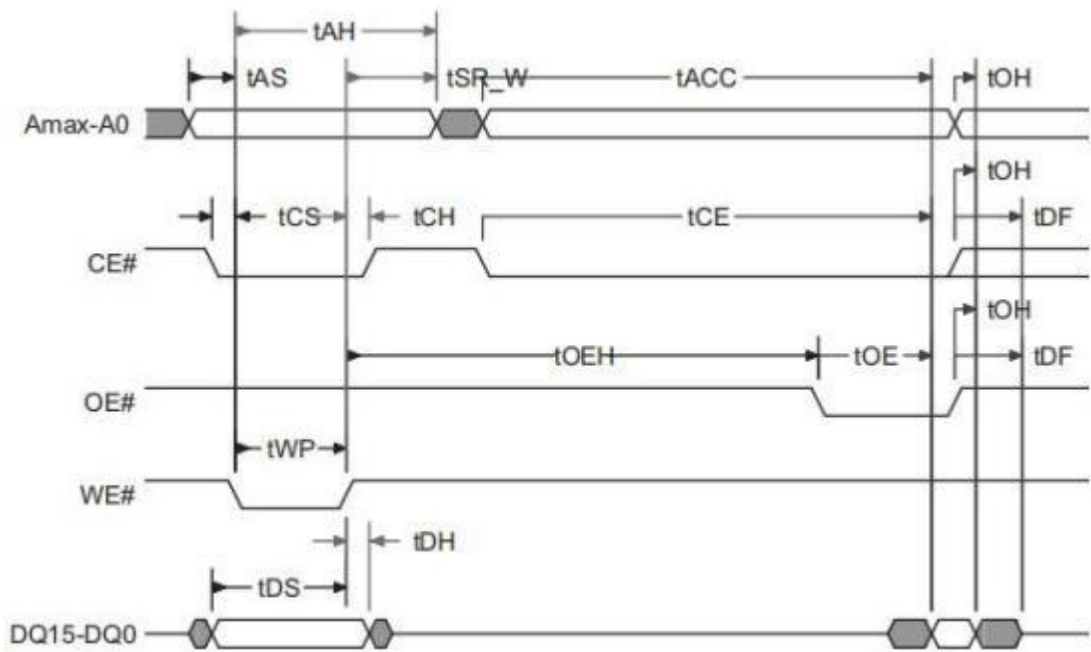 tAH
tAS
tSR_W
tACC
tOH
Amax-A0
tOH
tCS
tCH
tCE
tDF
CE#
tOH
tOEH
tOE
tDF
OE#
tWP
WE#
tDH
tDS
DQ15-DQ0